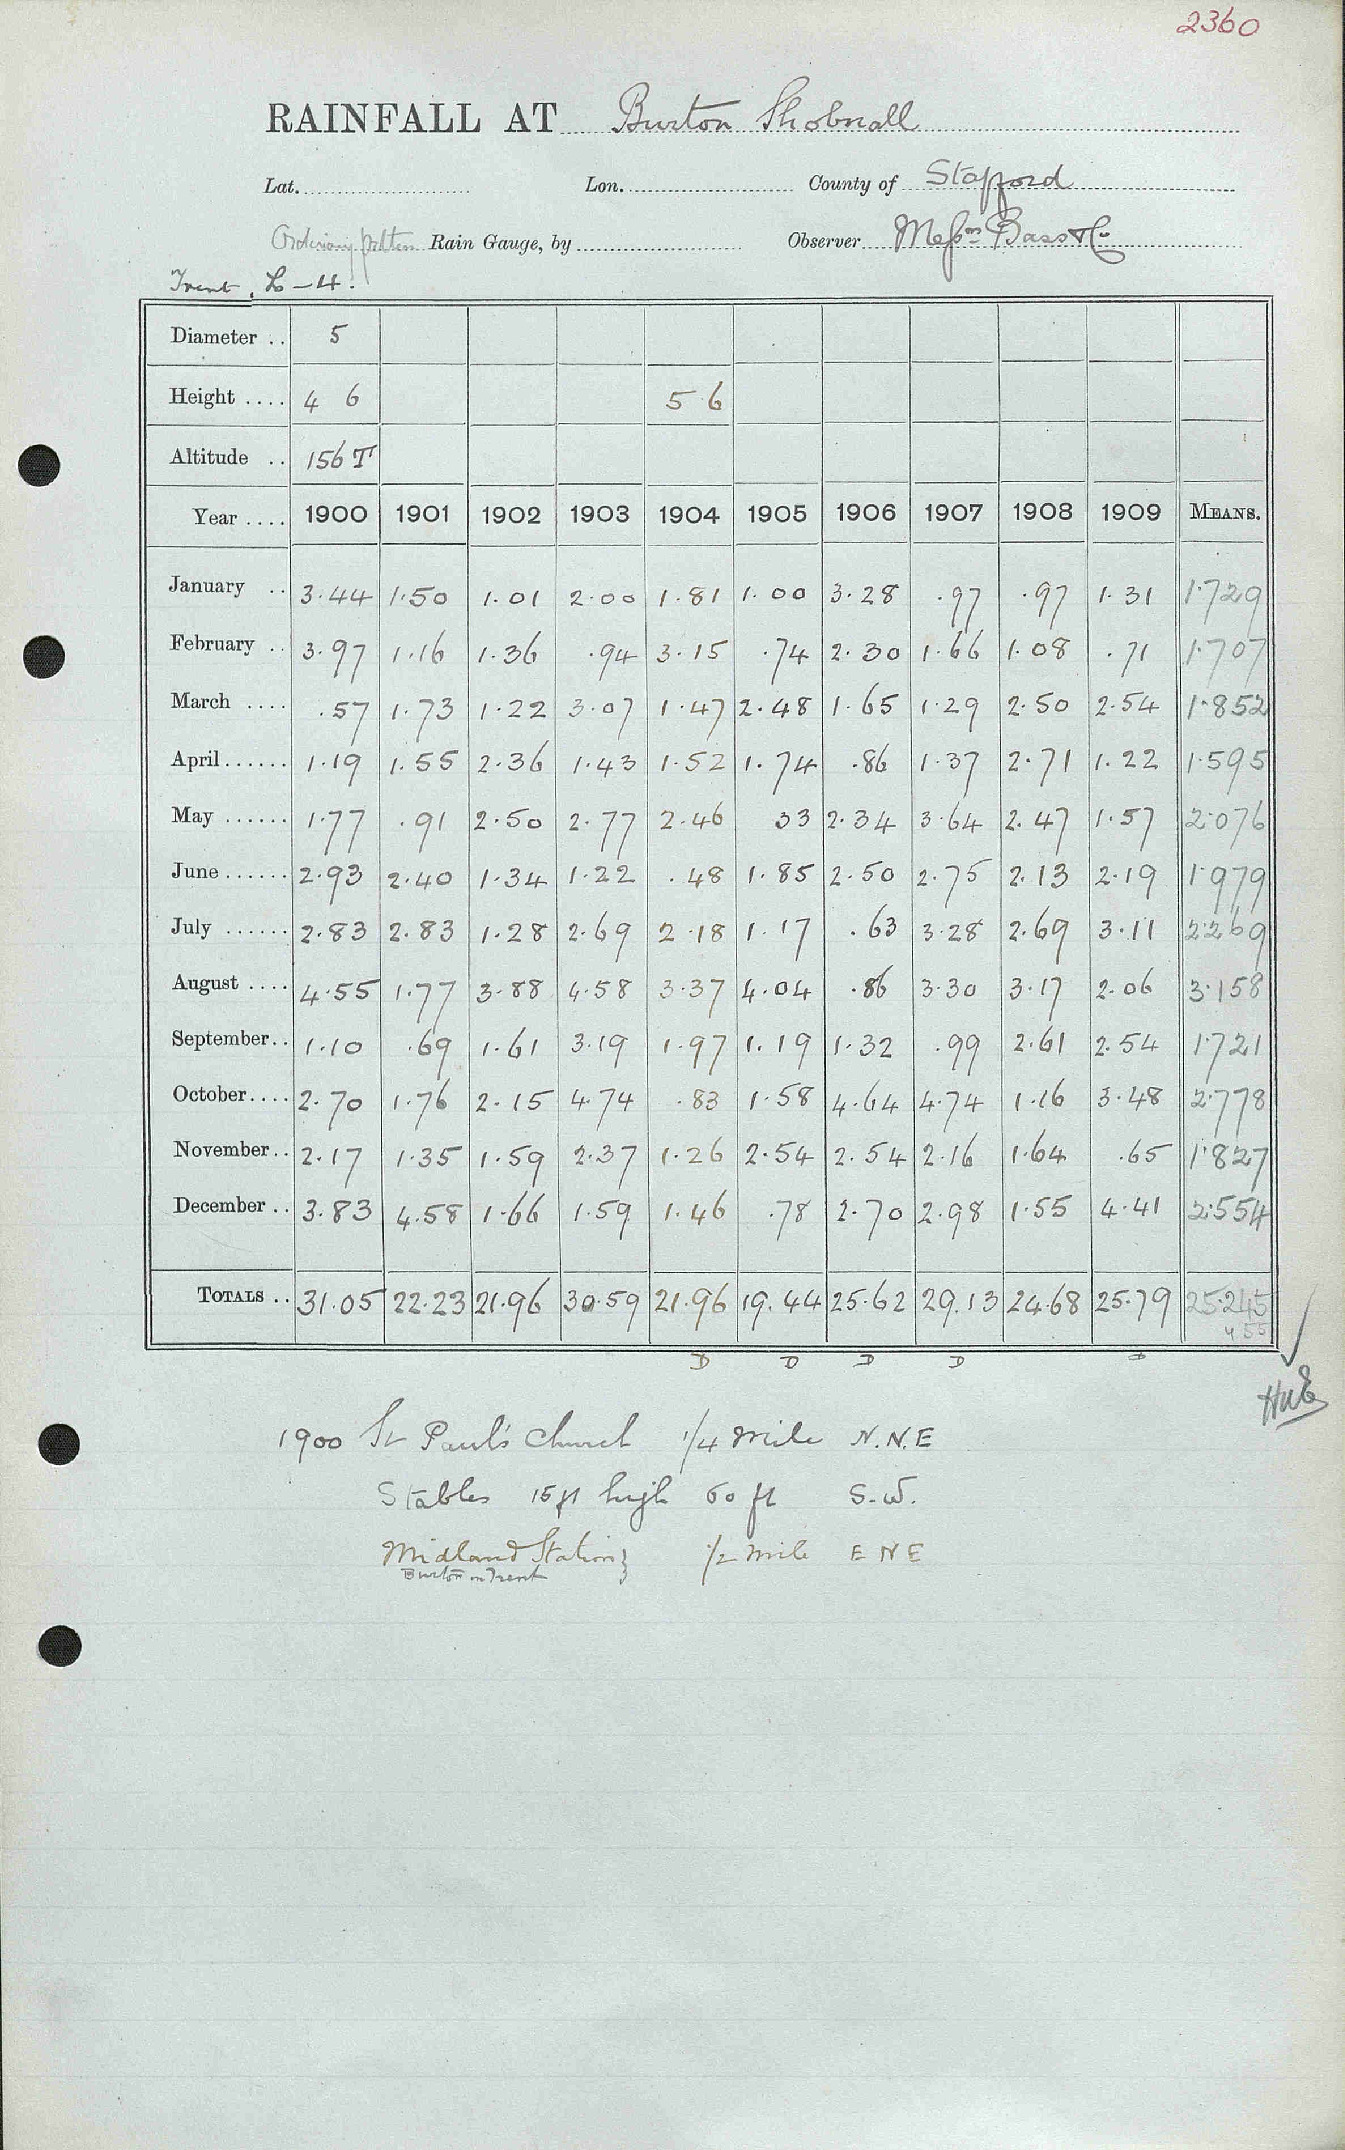 2360
RAINFALL AT Burton Shobnall
Lat. Lon. County of Stafford
Ordinary pattern Rain Gauge, by Observer Messrs Bass & Co
Trent. L-4.
Diameter .. 5
Height .... 4 6 5 6
Altitude .. 156 T
Year .... 1900 1901 1902 1903 1904 1905 1906 1907 1908 1909 MEANS.
January .. 3.44 1.50 1.01 2.00 1.81 1.00 3.28 .97 .97 1.31 1.729
February .. 3.97 1.16 1.36 .94 3.15 .74 2.30 1.66 1.08 .71 1.707
March .... .57 1.73 1.22 3.07 1.47 2.48 1.65 1.29 2.50 2.54 1.852
April ...... 1.19 1.55 2.36 1.43 1.52 1.74 .86 1.37 2.71 1.22 1.595
May ...... 1.77 .91 2.50 2.77 2.46 33 2.34 3.64 2.47 1.57 2.076
June ...... 2.93 2.40 1.34 1.22 .48 1.85 2.50 2.75 2.13 2.19 1.979
July ...... 2.83 2.83 1.28 2.69 2.18 1.17 .63 3.28 2.69 3.11 2.269
August .... 4.55 1.77 3.88 4.58 3.37 4.04 .86 3.30 3.17 2.06 3.158
September .. 1.10 .69 1.61 3.19 1.97 1.19 1.32 .99 2.61 2.54 1.721
October .... 2.70 1.76 2.15 4.74 .83 1.58 4.64 4.74 1.16 3.48 2.778
November .. 2.17 1.35 1.59 2.37 1.26 2.54 2.54 2.16 1.64 .65 1.827
December .. 3.83 4.58 1.66 1.59 1.46 .78 2.70 2.98 1.55 4.41 2.554
TOTALS .. 31.05 22.23 21.96 30.59 21.96 19.44 25.62 29.13 24.68 25.79 25.245
D D D D
1900 St Paul's Church 1/4 mile N.N.E
Stables 15ft high 60 ft S.W.
Midland Station} 1/2 mile E N E
Burton on Trent